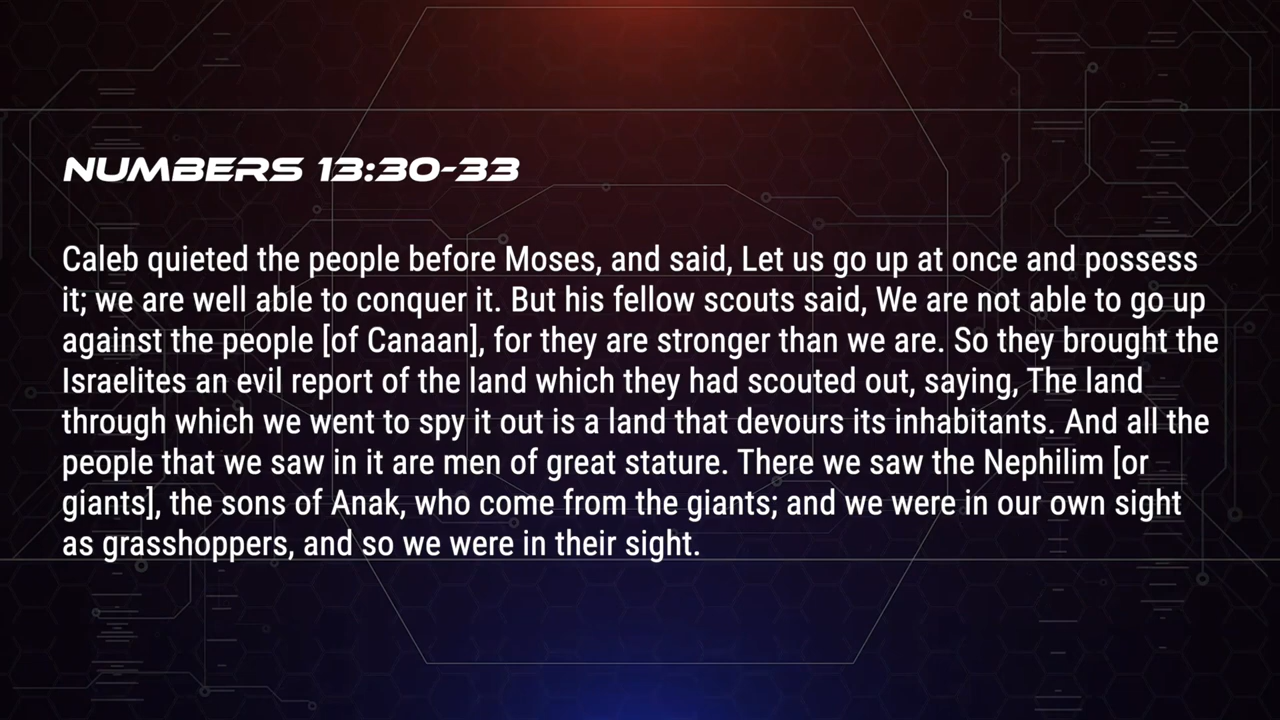 NUMBERS 13:30-33
Caleb quieted the people before Moses, and said, Let us go up at once and possess
it; we are well able to conquer it. But his fellow scouts said, We are not able to go up
against the people [of Canaan], for they are stronger than we are. So they brought the
Israelites an evil report of the land which they had scouted out, saying, The land
through which we went to spy it out is a land that devours its inhabitants. And all the
people that we saw in it are men of great stature. There we saw the Nephilim [or
giants], the sons of Anak, who come from the giants; and we were in our own sight
as grasshoppers, and so we were in their sight.